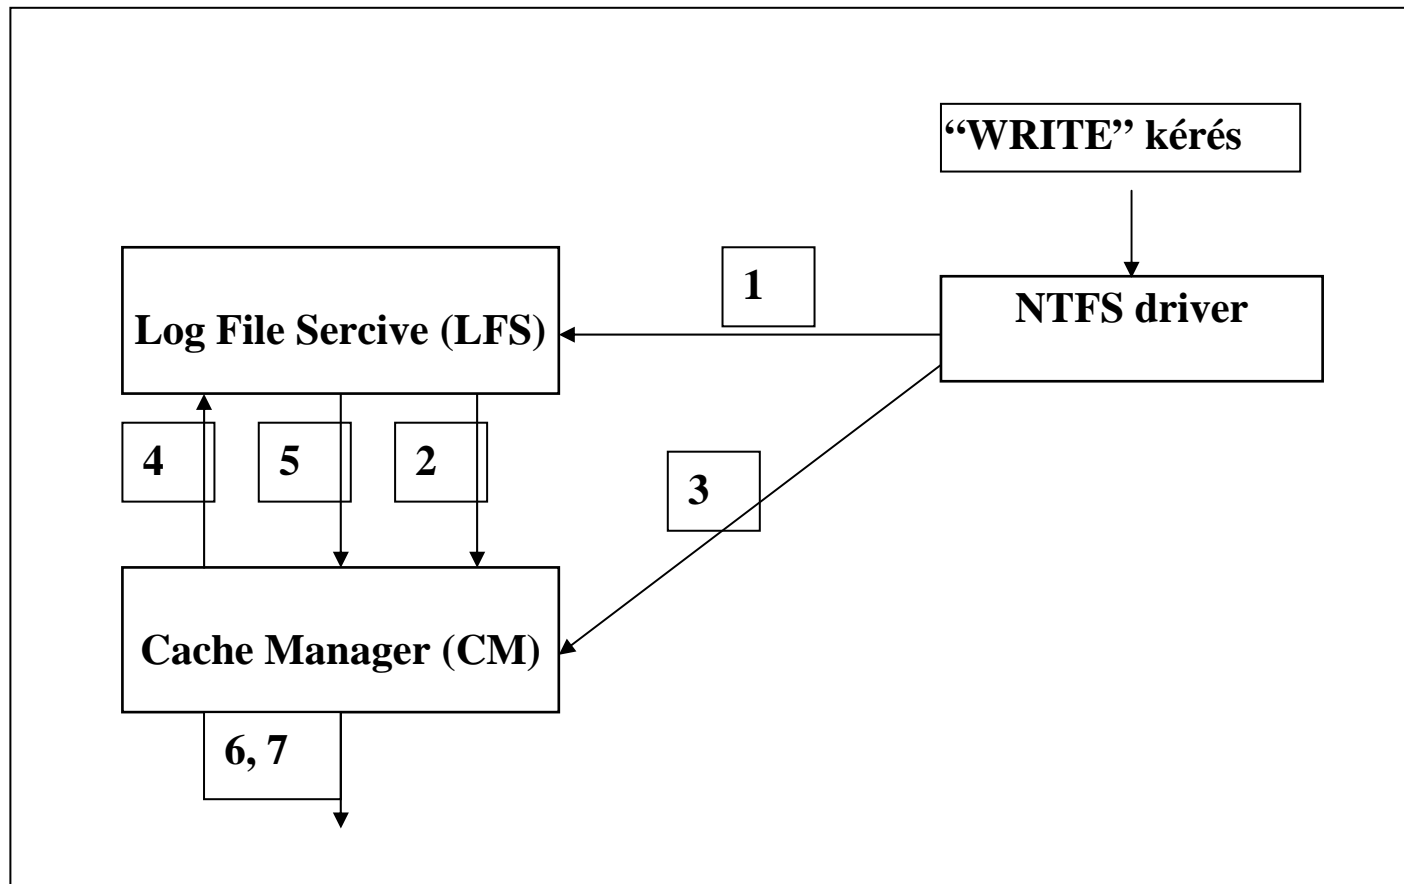 “WRITE” kérés
NTFS driver
1
Log File Sercive (LFS)
4
5
2
3
Cache Manager (CM)
6, 7